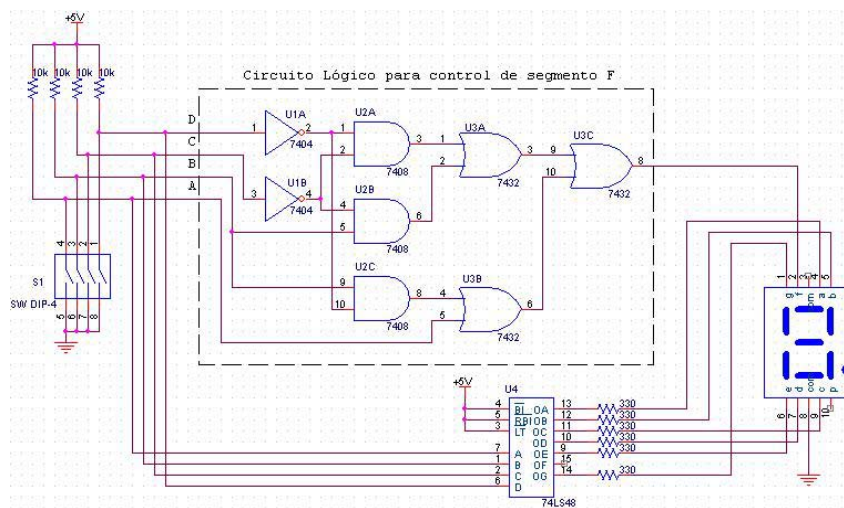 +5V
10k 10k 10k 10k
Circuito Lógico para control de segmento F
D
C
B
A
U1A
1 2
7404
U1B
3 4
7404
U2A
1 3
2
7408
U2B
4 6
5
7408
U2C
9 8
10
7408
U3A
1 3
2
7432
U3B
4 6
5
7432
U3C
9 8
10
7432
4 3 2 1
S1
SW DIP-4
5 6 7 8
1 2 3 4 5
g f com a b
e d com c p
6 7 8 9 10
+5V
U4
4 BI OA 13 330
5 RBI OB 12 330
3 LT OC 11 330
OD 10 330
7 A OE 9 330
1 B OF 15
2 C OG 14 330
6 D
74LS48